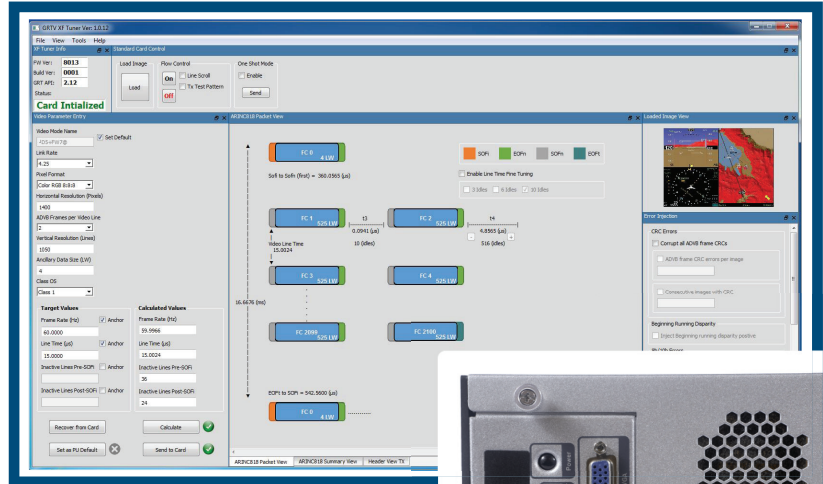 GRTV XF Tuner Ver: 1.0.12
File View Tools Help
XF Tuner Info
Standard Card Control
FW Ver: 8013
Build Ver: 0001
GRT API: 2.12
Status:
Card Intialized
Load Image
Load
Flow Control
On
Line Scroll
Off
Tx Test Pattern
One Shot Mode
Enable
Send
Video Parameter Entry
Video Mode Name
Set Default
Link Rate
4.25
Pixel Format
Color RGB 8:8:8
Horizontal Resolution (Pixels)
1400
ADVB Frames per Video Line
2
Vertical Resolution (Lines)
1050
Ancillary Data Size (LW)
4
Class OS
Class 1
Target Values
Frame Rate (Hz)
Anchor
60.0000
Line Time (μs)
Anchor
15.0000
Inactive Lines Pre-SOFi
Anchor
Inactive Lines Post-SOFi
Anchor
Calculated Values
Frame Rate (Hz)
59.9966
Line Time (μs)
15.0024
Inactive Lines Pre-SOFi
36
Inactive Lines Post-SOFi
24
Recover from Card
Calculate
Set as PU Default
Send to Card
ARINC818 Packet View
FC 0
4 LW
Sofi to Sofn (first) = 360.0565 (μs)
SOFi
EOFn
SOFn
EOFt
Enable Line Time Fine Tuning
3 Idles
6 Idles
10 Idles
FC 1
525 LW
t3
0.0941 (μs)
10 (idles)
FC 2
525 LW
t4
4.8565 (μs)
- +
516 (idles)
Video Line Time
15.0024
FC 3
525 LW
FC 4
525 LW
16.6676 (ms)
FC 2099
525 LW
FC 2100
525 LW
EOFt to SOFi = 542.5600 (μs)
FC 0
4 LW
ARINC818 Packet View
ARINC818 Summary View
Header View TX
Loaded Image View
Error Injection
CRC Errors
Corrupt all ADVB frame CRCs
ADVB frame CRC errors per image
Consecutive images with CRC
Beginning Running Disparity
Inject Beginning running disparity positive
Power